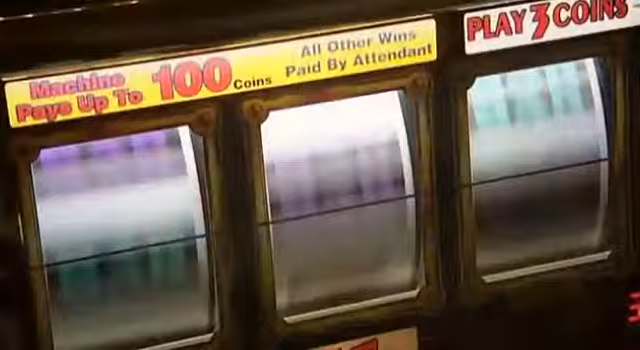 Machine
Pays Up To $100 Coins
All Other Wins
Paid By Attendant
PLAY 3 COINS